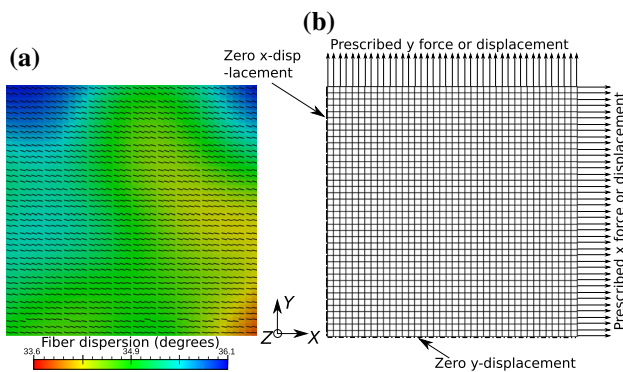 (a)
(b)
Zero x-disp
-lacement
Prescribed y force or displacement
Prescribed x force or displacement
Y
Z
X
Fiber dispersion (degrees)
33.6 34.9 36.1
Zero y-displacement